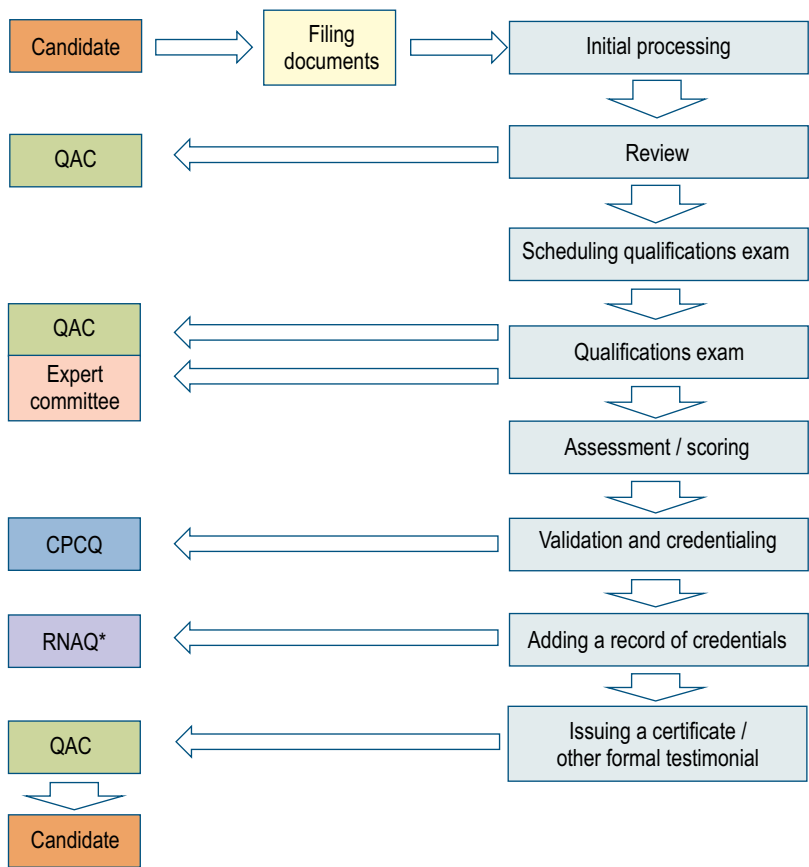 Candidate
Filing
documents
Initial processing
QAC
Review
Scheduling qualifications exam
QAC
Qualifications exam
Expert
committee
Assessment / scoring
CPCQ
Validation and credentialing
RNAQ*
Adding a record of credentials
QAC
Issuing a certificate /
other formal testimonial
Candidate